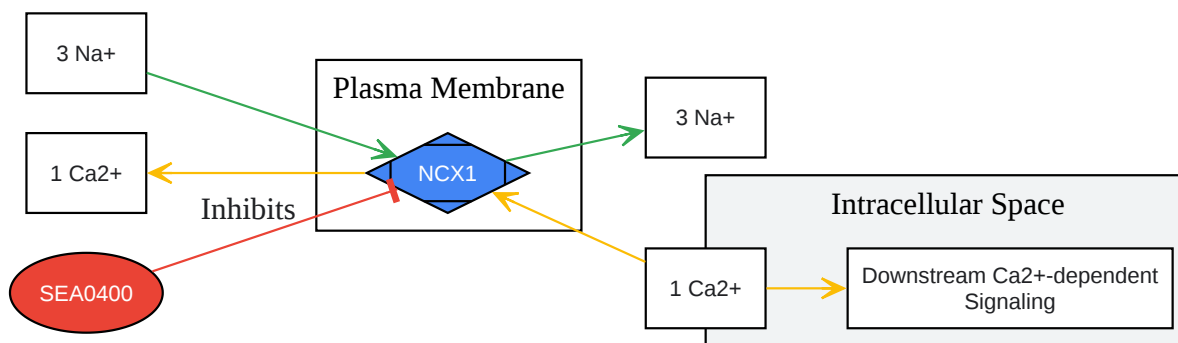 3 Na+
Plasma Membrane
3 Na+
1 Ca2+
NCX1
Inhibits
Intracellular Space
SEA0400
1 Ca2+
Downstream Ca2+-dependent
Signaling